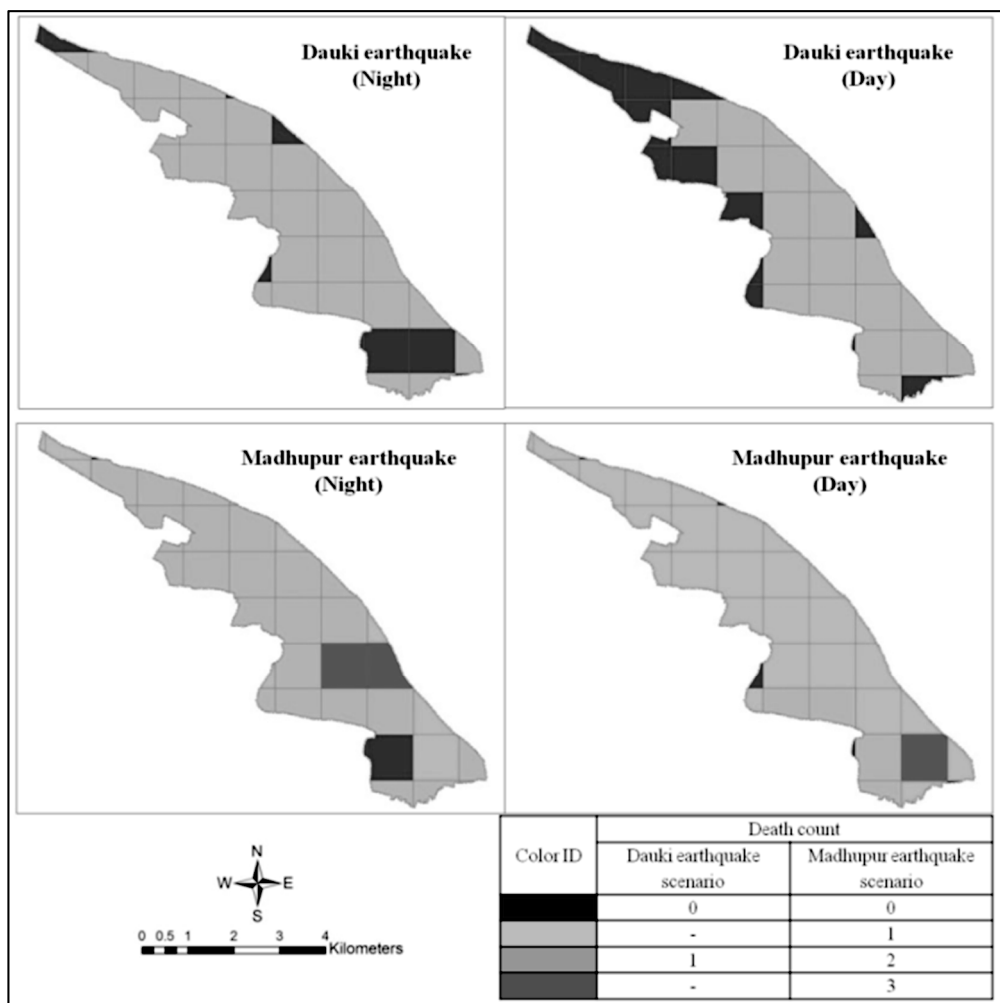 Dauki earthquake
(Night)
Dauki earthquake
(Day)
Madhupur earthquake
(Night)
Madhupur earthquake
(Day)
N
W E
S
0 0.5 1 2 3 4
Kilometers
Color ID
Death count
Dauki earthquake
scenario
Madhupur earthquake
scenario
0 0
- 1
1 2
- 3